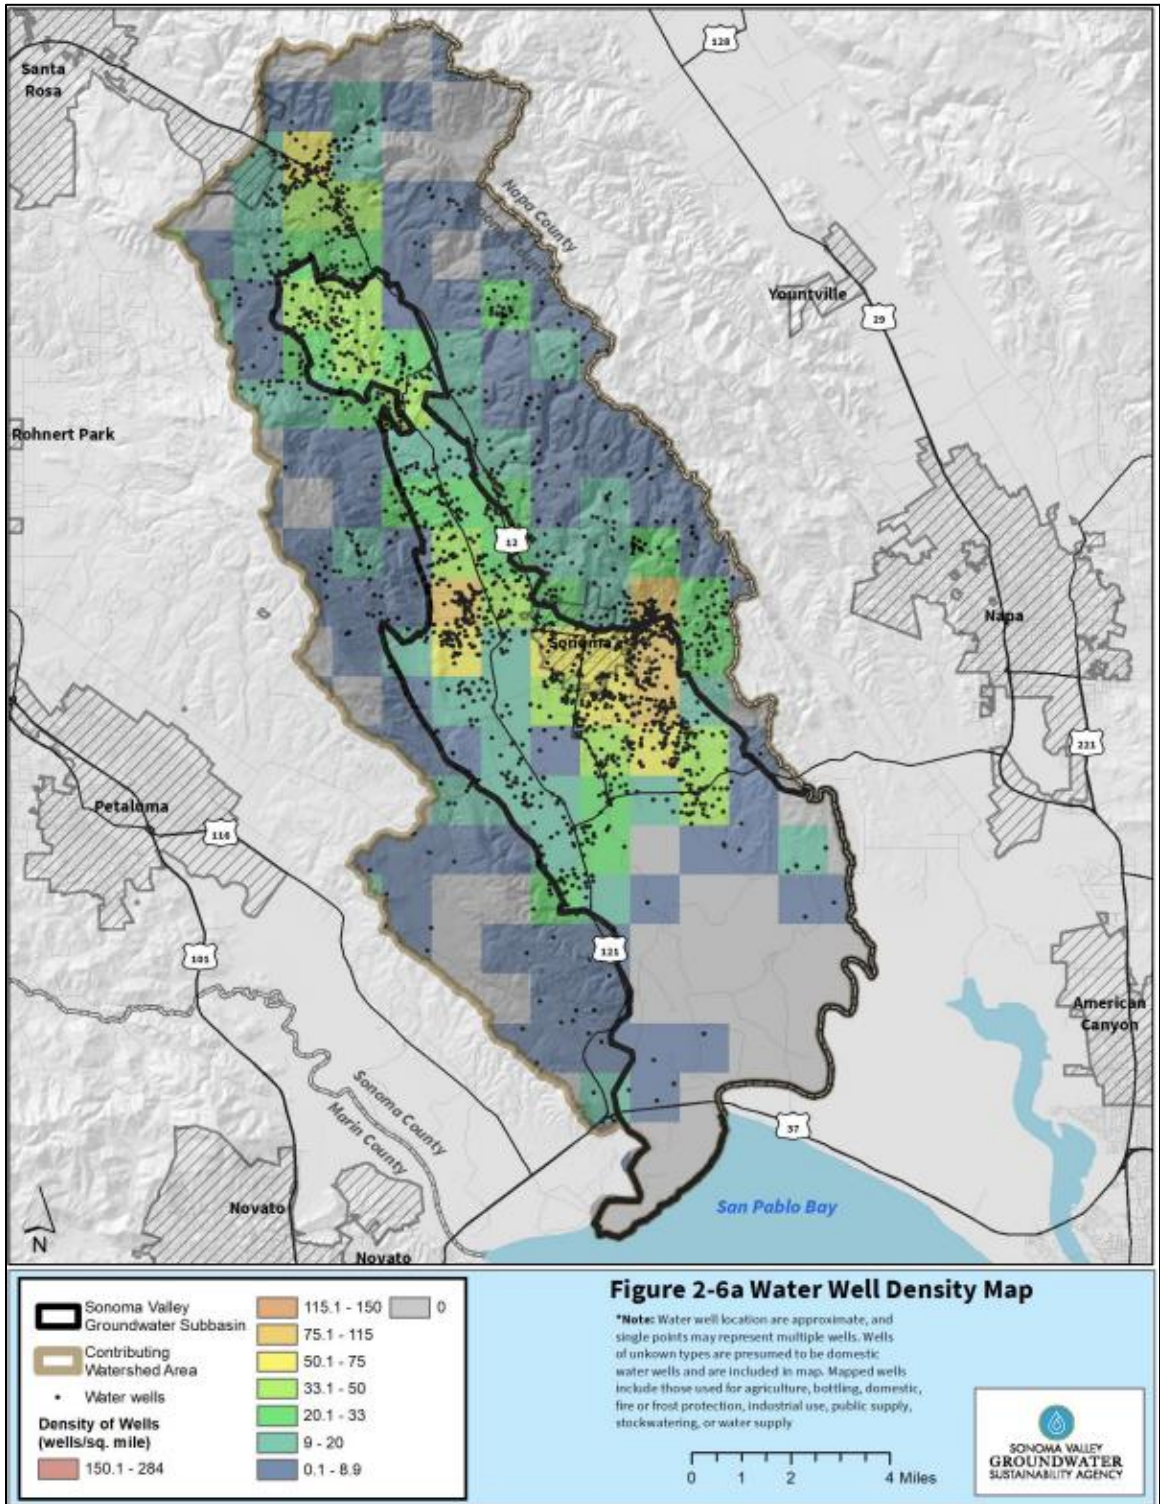 128
Santa
Rosa
Napa County
Sonoma County
Yountville
29
Rohnert Park
12
Napa
Sonoma
221
Petaloma
116
121
101
American
Canyon
Sonoma County
Marin County
37
Novato
San Pablo Bay
N
Novato
Figure 2-6a Water Well Density Map
*Note: Water well location are approximate, and
single points may represent multiple wells. Wells
of unkown types are presumed to be domestic
water wells and are included in map. Mapped wells
include those used for agriculture, bottling, domestic,
fire or frost protection, industrial use, public supply,
stockwatering, or water supply
Sonoma Valley
Groundwater Subbasin
Contributing
Watershed Area
Water wells
Density of Wells
(wells/sq. mile)
150.1 - 284
115.1 - 150
75.1 - 115
50.1 - 75
33.1 - 50
20.1 - 33
9 - 20
0.1 - 8.9
0
0 1 2 4 Miles
SONOMA VALLEY
GROUNDWATER
SUSTAINABILITY AGENCY